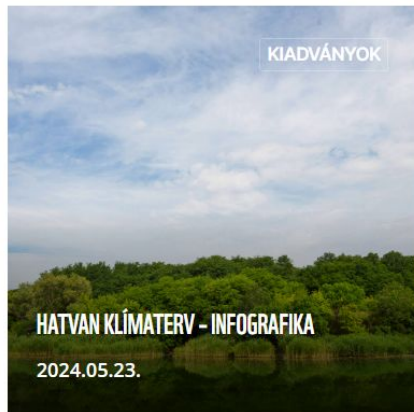 KIADVÁNYOK
HATVAN KLÍMATERV - INFOGRAFIKA
2024.05.23.